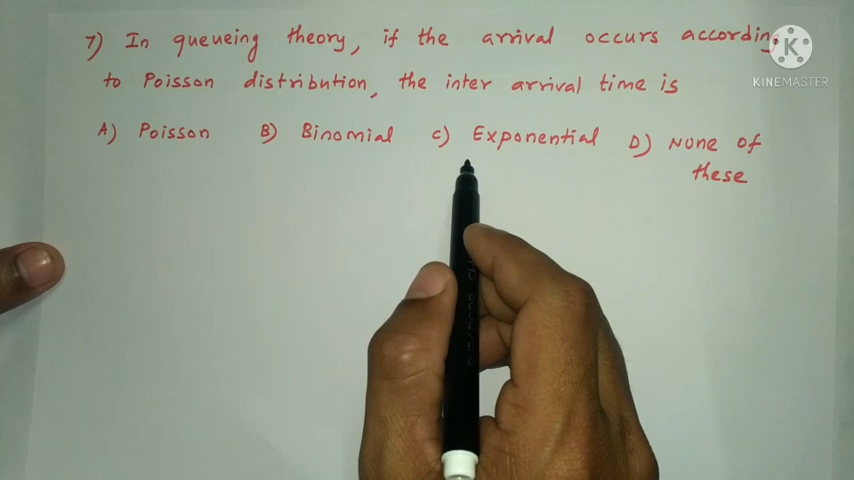 7) In queueing theory, if the arrival occurs according
to Poisson distribution, the inter arrival time is
A) Poisson B) Binomial C) Exponential D) None of
these
K
KINEMASTER